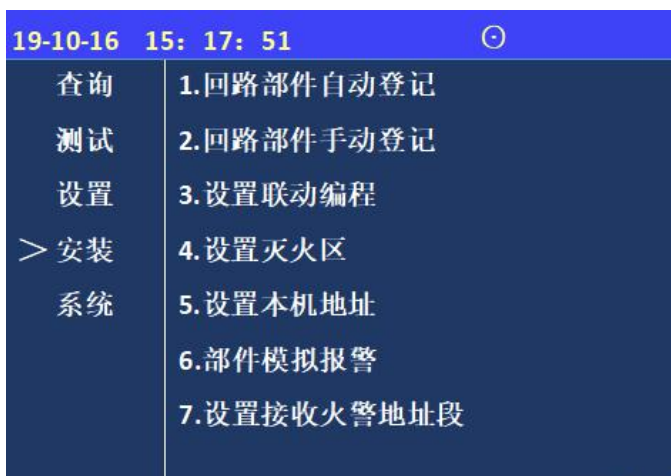 19-10-16 15：17：51
查询
1.回路部件自动登记
测试
2.回路部件手动登记
设置
3.设置联动编程
＞安装
4.设置灭火区
系统
5.设置本机地址
6.部件模拟报警
7.设置接收火警地址段